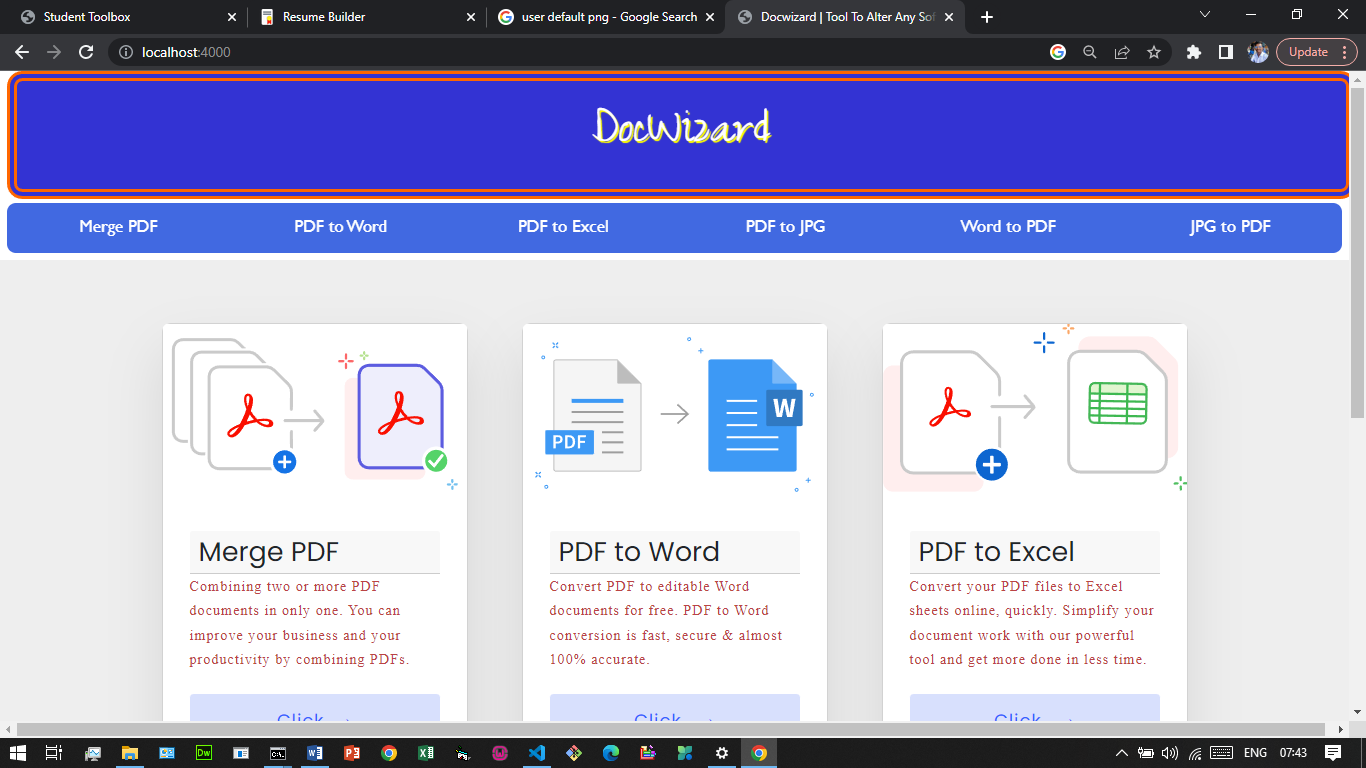 Student Toolbox
Resume Builder
user default png - Google Search
Docwizard | Tool To Alter Any Sof
localhost:4000
Update
DocWizard
Merge PDF
PDF to Word
PDF to Excel
PDF to JPG
Word to PDF
JPG to PDF
PDF
W
Merge PDF
Combining two or more PDF
documents in only one. You can
improve your business and your
productivity by combining PDFs.
Click →
PDF to Word
Convert PDF to editable Word
documents for free. PDF to Word
conversion is fast, secure & almost
100% accurate.
Click →
PDF to Excel
Convert your PDF files to Excel
sheets online, quickly. Simplify your
document work with our powerful
tool and get more done in less time.
Click →
Dw
C:\.
ENG
07:43